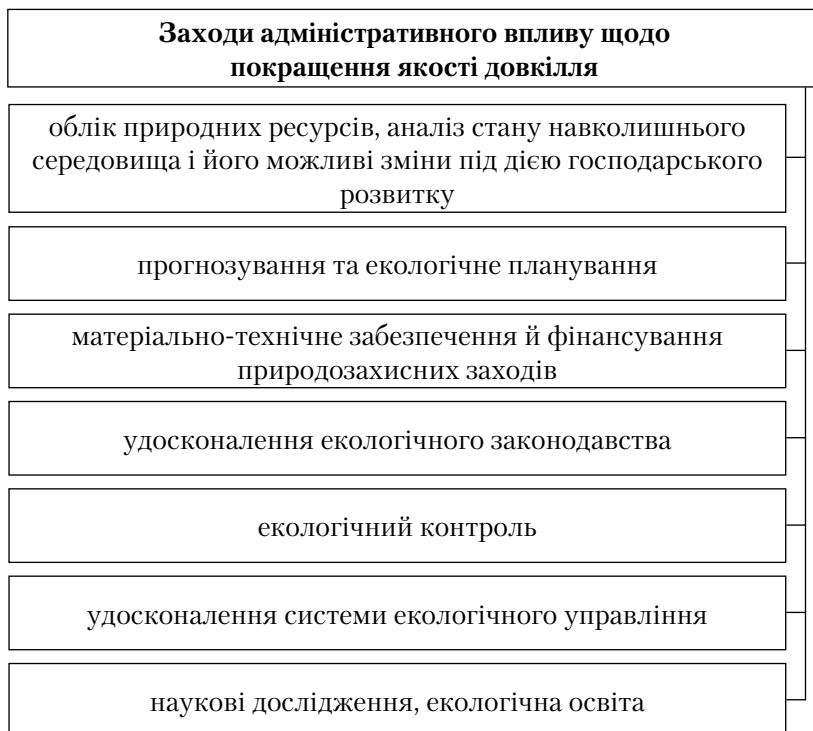 Заходи адміністративного впливу щодо
покращення якості довкілля
облік природних ресурсів, аналіз стану навколишнього
середовища і його можливі зміни під дією господарського
розвитку
прогнозування та екологічне планування
матеріально-технічне забезпечення й фінансування
природозахисних заходів
удосконалення екологічного законодавства
екологічний контроль
удосконалення системи екологічного управління
наукові дослідження, екологічна освіта